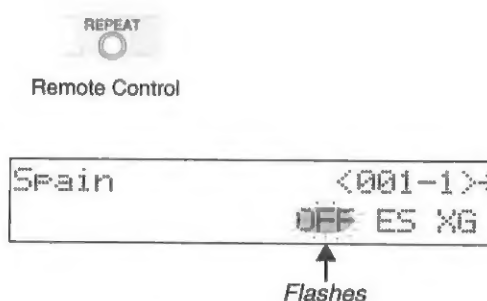 REPEAT
Remote Control
Spain <001-1>→
OFF ES XG
Flashes